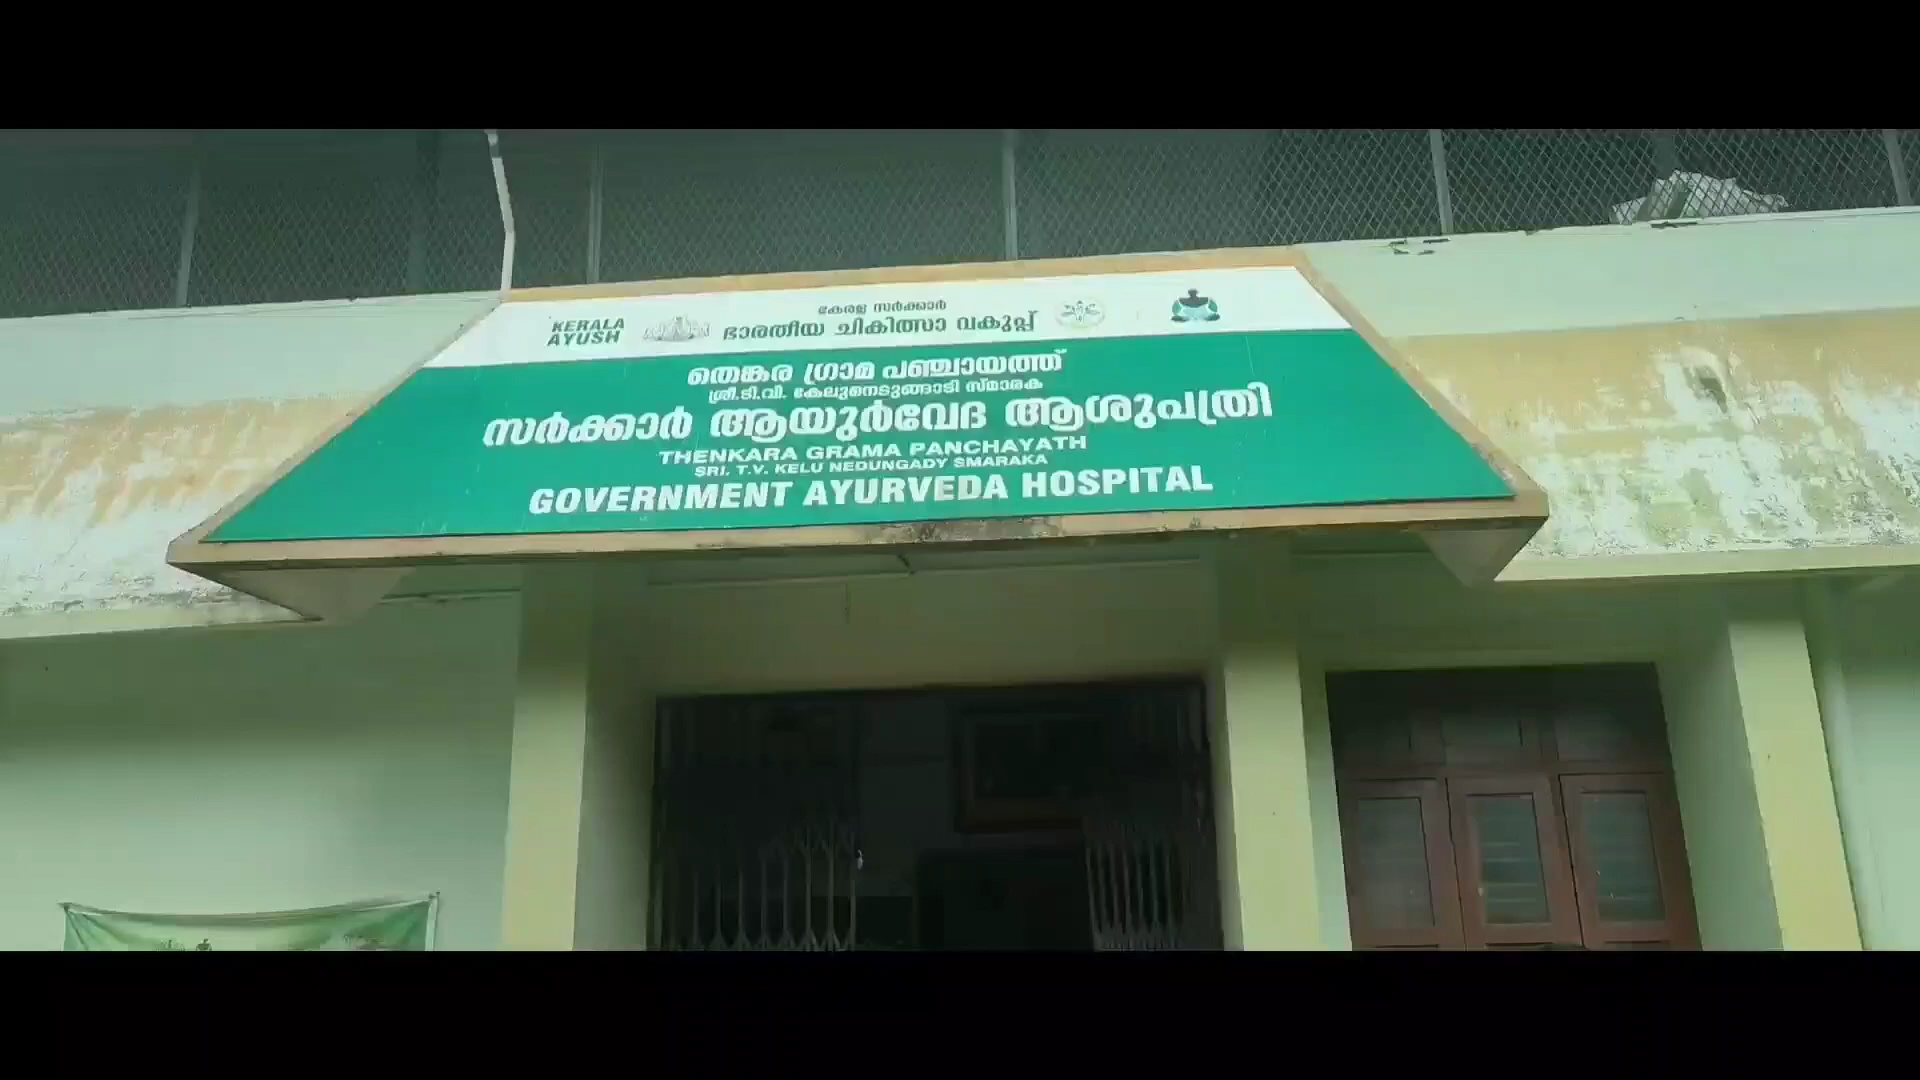 KERALA
AYUSH
കേരള സർക്കാർ
ഭാരതീയ ചികിത്സാ വകുപ്പ്
തെങ്കര ഗ്രാമ പഞ്ചായത്ത്
ശ്രീ.ടി.വി. കേലുനെടുങ്ങാടി സ്മാരക
സർക്കാർ ആയുർവേദ ആശുപത്രി
THENKARA GRAMA PANCHAYATH
SRI. T.V. KELU NEDUNGADY SMARAKA
GOVERNMENT AYURVEDA HOSPITAL